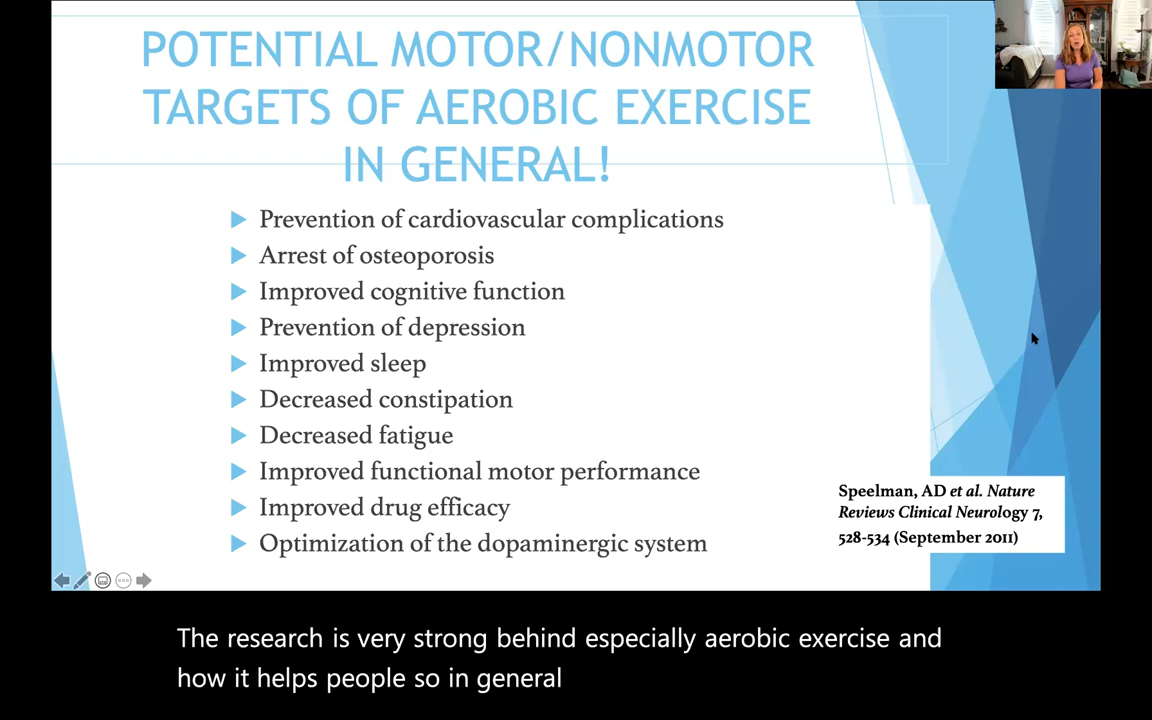 POTENTIAL MOTOR/NONMOTOR
TARGETS OF AEROBIC EXERCISE
IN GENERAL!
Prevention of cardiovascular complications
Arrest of osteoporosis
Improved cognitive function
Prevention of depression
Improved sleep
Decreased constipation
Decreased fatigue
Improved functional motor performance
Improved drug efficacy
Optimization of the dopaminergic system
Speelman, AD et al. Nature
Reviews Clinical Neurology 7,
528-534 (September 2011)
The research is very strong behind especially aerobic exercise and
how it helps people so in general